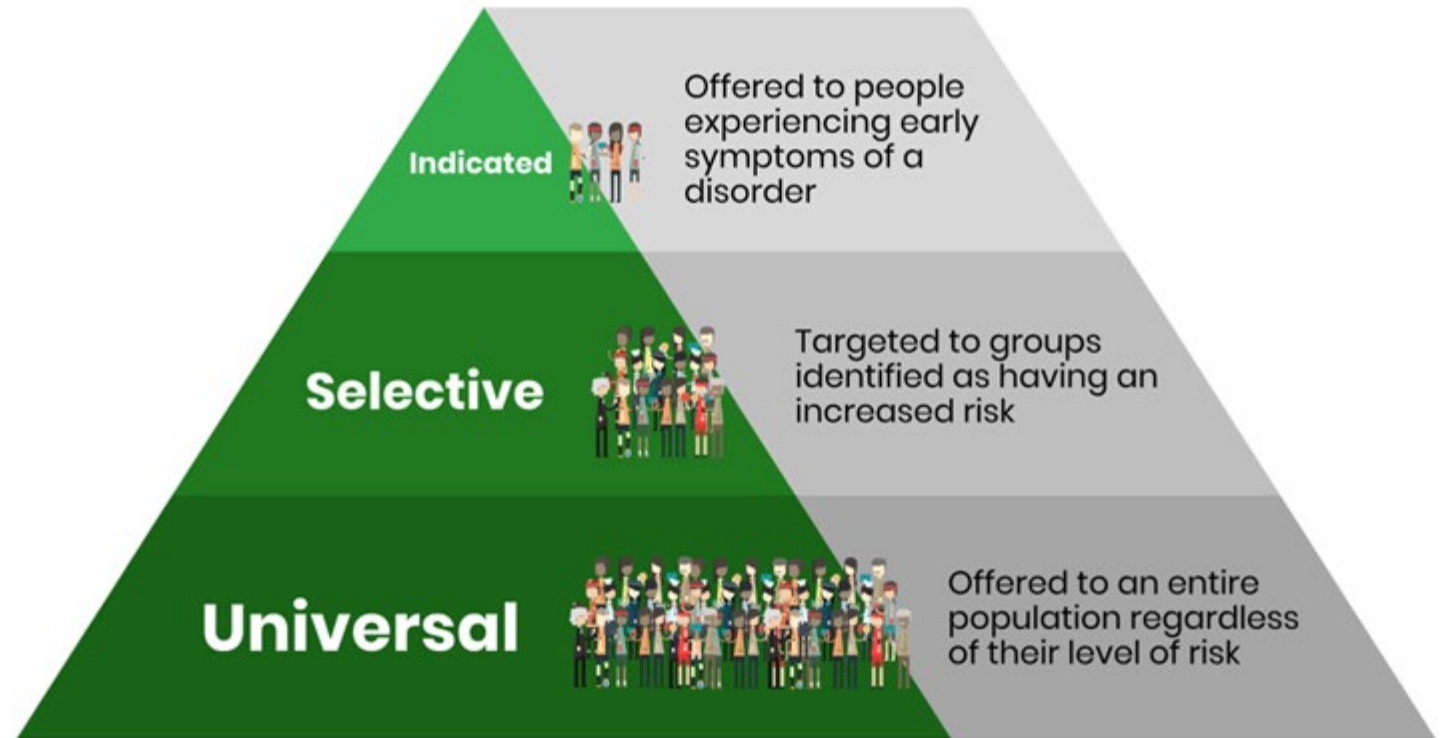 Indicated
Offered to people
experiencing early
symptoms of a
disorder
Selective
Targeted to groups
identified as having an
increased risk
Universal
Offered to an entire
population regardless
of their level of risk